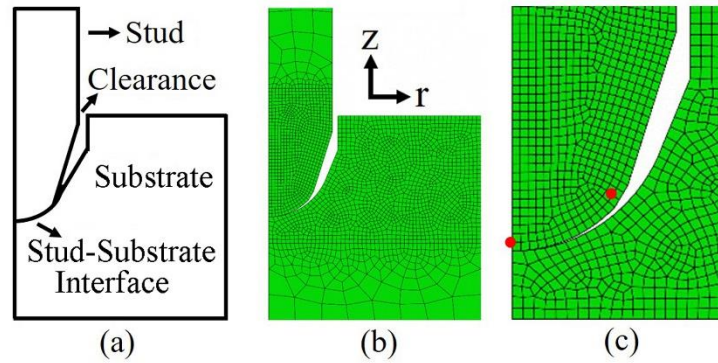 Stud
Clearance
Substrate
Stud-Substrate
Interface
(a)
z
r
(b)
(c)